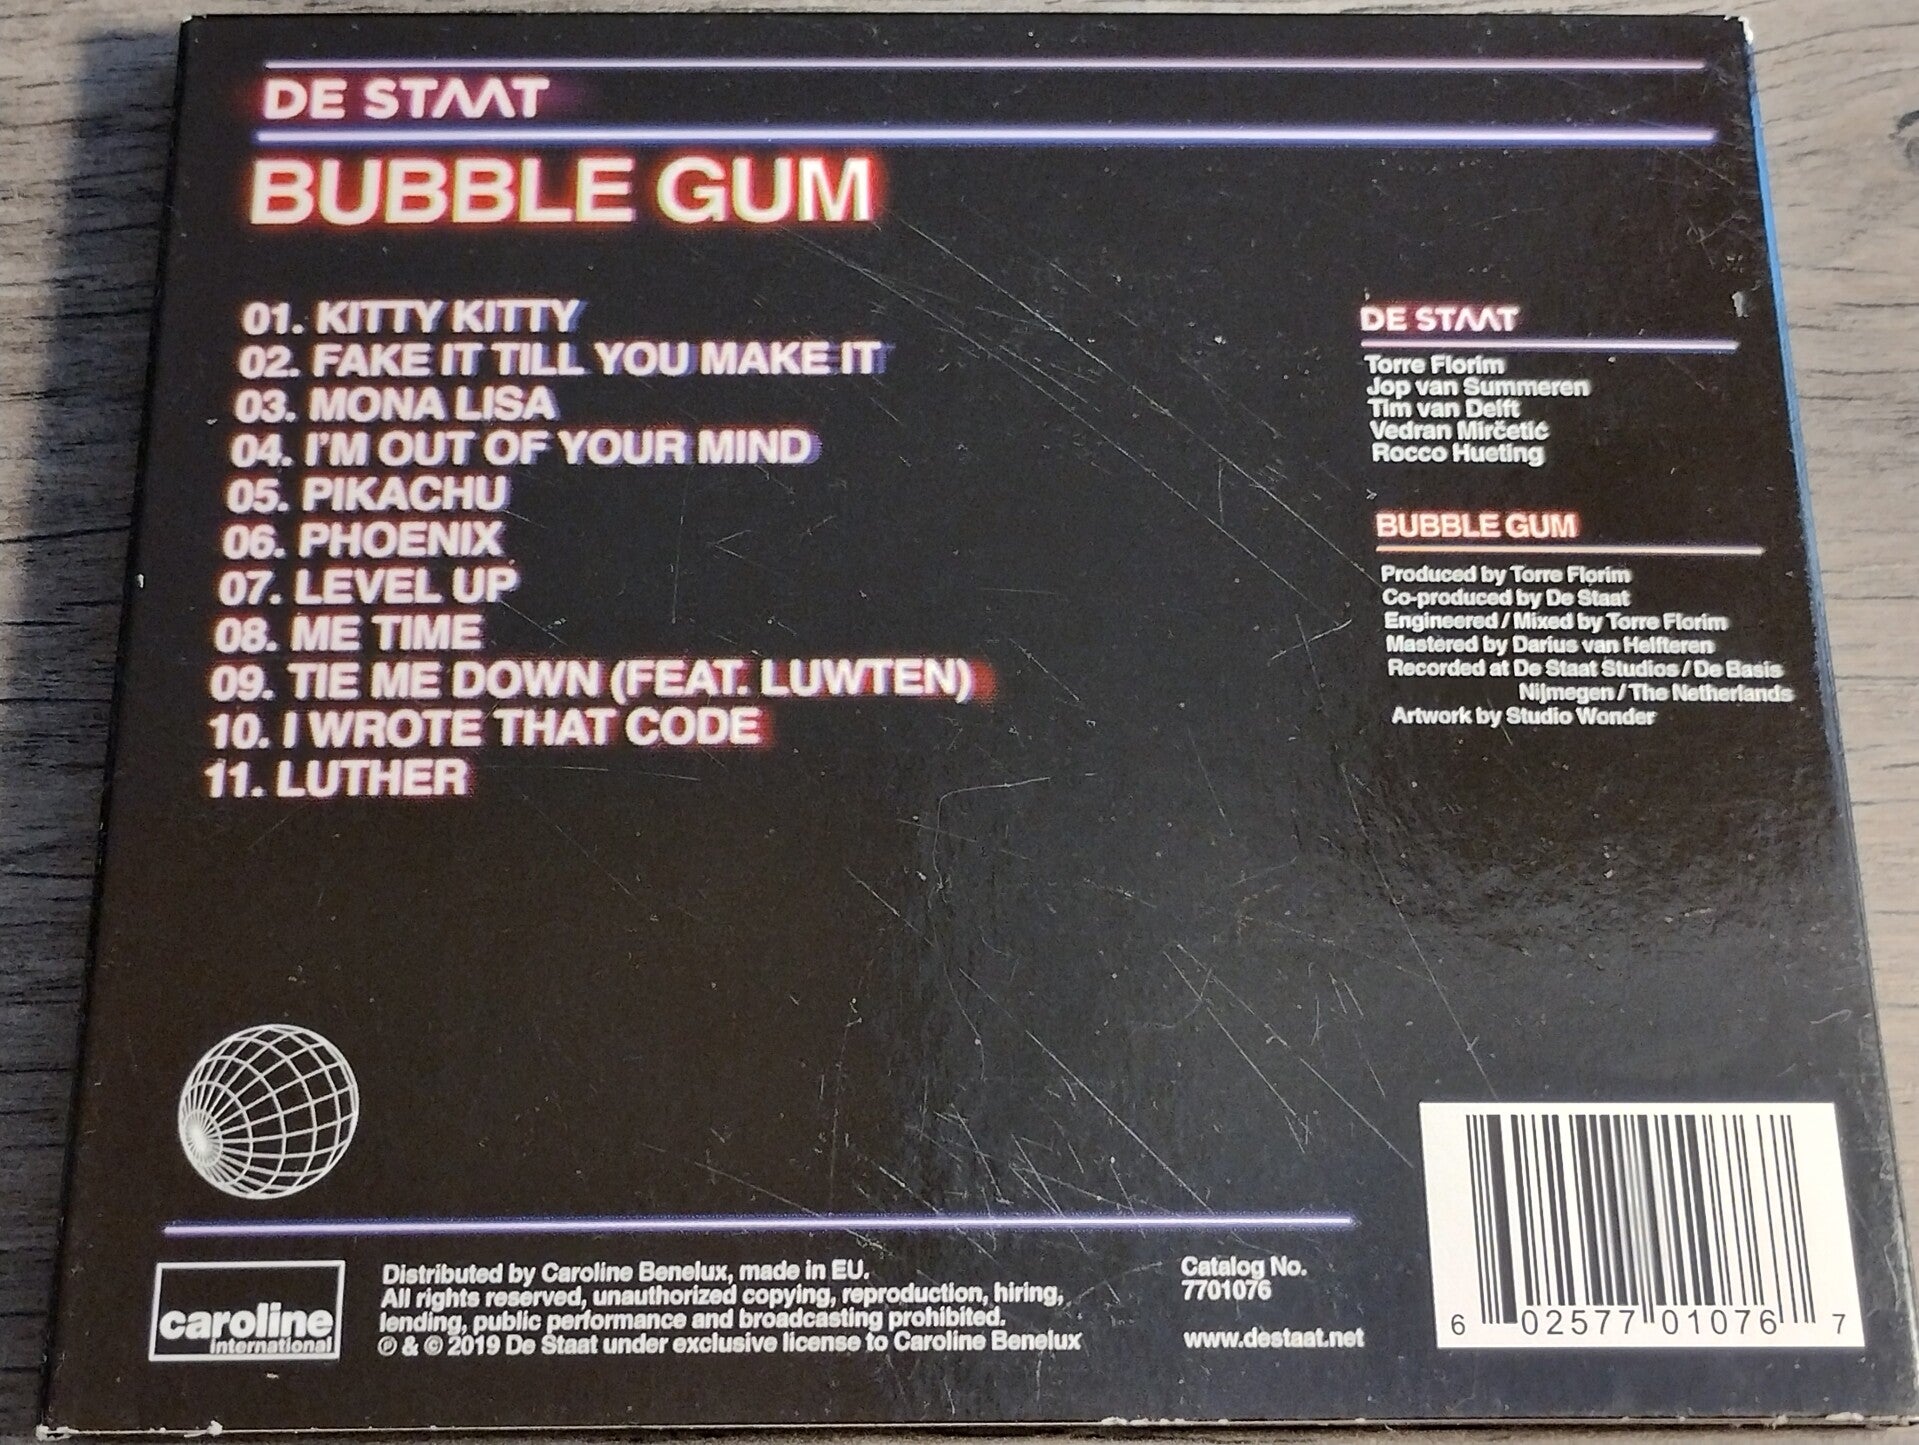 DE STAAT
BUBBLE GUM
01. KITTY KITTY
02. FAKE IT TILL YOU MAKE IT
03. MONA LISA
04. I'M OUT OF YOUR MIND
05. PIKACHU
06. PHOENIX
07. LEVEL UP
08. ME TIME
09. TIE ME DOWN (FEAT. LUWTEN)
10. I WROTE THAT CODE
11. LUTHER
DE STAAT
Torre Florim
Jop van Summeren
Tim van Delft
Vedran Mirčetić
Rocco Hueting
BUBBLE GUM
Produced by Torre Florim
Co-produced by De Staat
Engineered / Mixed by Torre Florim
Mastered by Darius van Helfteren
Recorded at De Staat Studios / De Basis
Nijmegen / The Netherlands
Artwork by Studio Wonder
caroline
international
Distributed by Caroline Benelux, made in EU.
All rights reserved, unauthorized copying, reproduction, hiring,
lending, public performance and broadcasting prohibited.
℗ & © 2019 De Staat under exclusive license to Caroline Benelux
Catalog No.
7701076
www.destaat.net
6 02577 01076 7